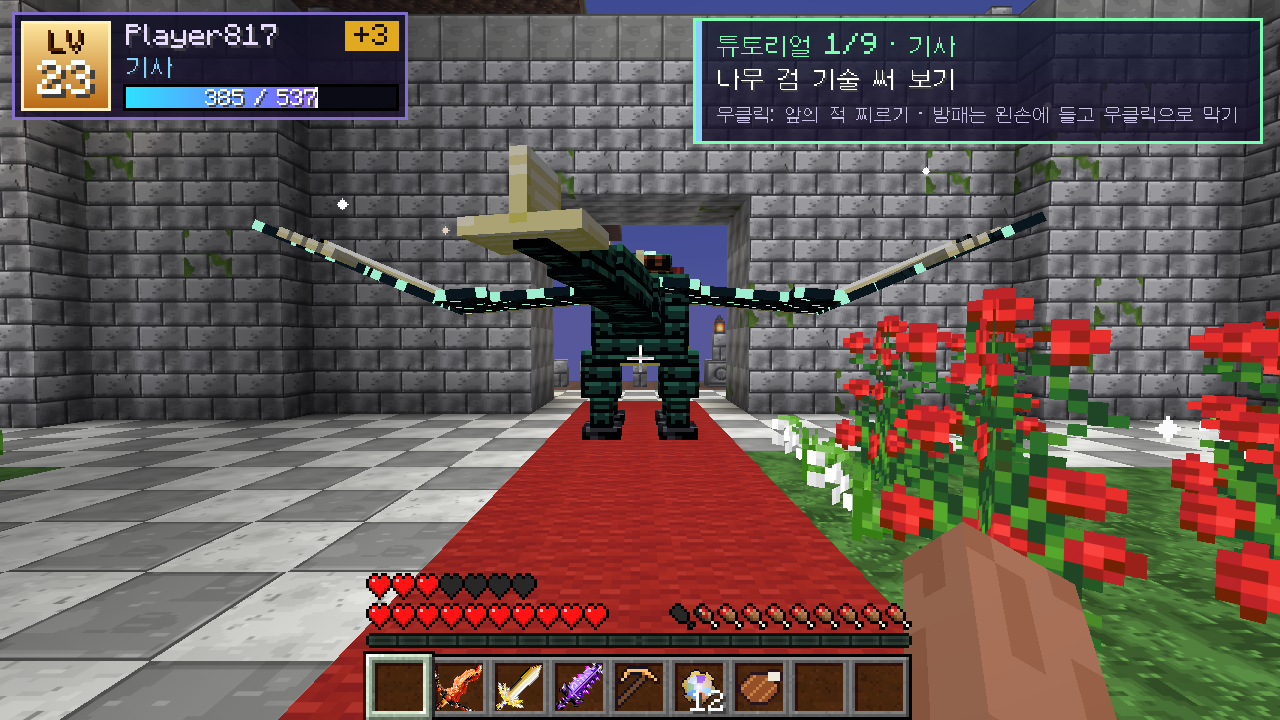 LV
23
Player817
+3
기사
385 / 537
튜토리얼 1/9 · 기사
나무 검 기술 써 보기
우클릭: 앞의 적 찌르기 · 방패는 왼손에 들고 우클릭으로 막기
12